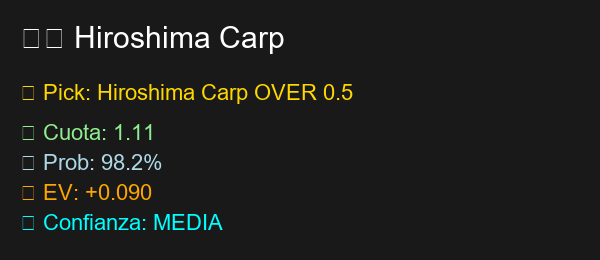 Hiroshima Carp
Pick: Hiroshima Carp OVER 0.5
Cuota: 1.11
Prob: 98.2%
EV: +0.090
Confianza: MEDIA